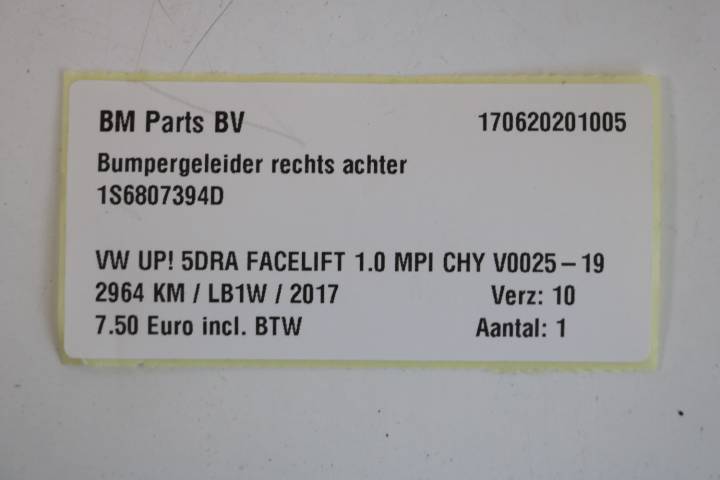 BM Parts BV 170620201005
Bumpergeleider rechts achter
1S6807394D
VW UP! 5DRA FACELIFT 1.0 MPI CHY V0025-19
2964 KM / LB1W / 2017 Verz: 10
7.50 Euro incl. BTW Aantal: 1